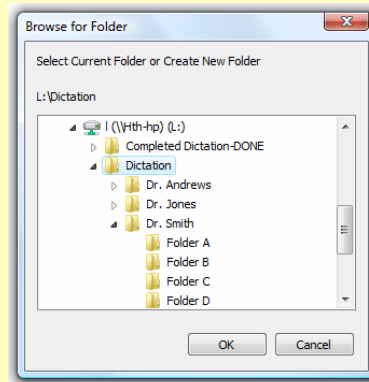 Browse for Folder
Select Current Folder or Create New Folder
L:\Dictation
l (\\Hth-hp) (L:)
Completed Dictation-DONE
Dictation
Dr. Andrews
Dr. Jones
Dr. Smith
Folder A
Folder B
Folder C
Folder D
OK Cancel